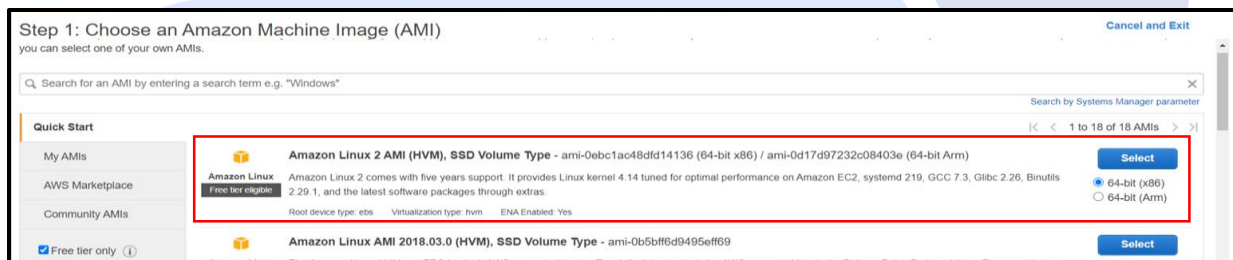 Step 1: Choose an Amazon Machine Image (AMI)
Cancel and Exit
you can select one of your own AMIs.
Search for an AMI by entering a search term e.g. "Windows"
Search by Systems Manager parameter
Quick Start
1 to 18 of 18 AMIs
My AMIs
AWS Marketplace
Community AMIs
Free tier only
Amazon Linux
Free tier eligible
Amazon Linux 2 AMI (HVM), SSD Volume Type - ami-0ebc1ac48dfd14136 (64-bit x86) / ami-0d17d97232c08403e (64-bit Arm)
Amazon Linux 2 comes with five years support. It provides Linux kernel 4.14 tuned for optimal performance on Amazon EC2, systemd 219, GCC 7.3, Glibc 2.26, Binutils
2.29.1, and the latest software packages through extras.
Root device type: ebs Virtualization type: hvm ENA Enabled: Yes
Select
64-bit (x86)
64-bit (Arm)
Amazon Linux AMI 2018.03.0 (HVM), SSD Volume Type - ami-0b5bff6d9495eff69
Select